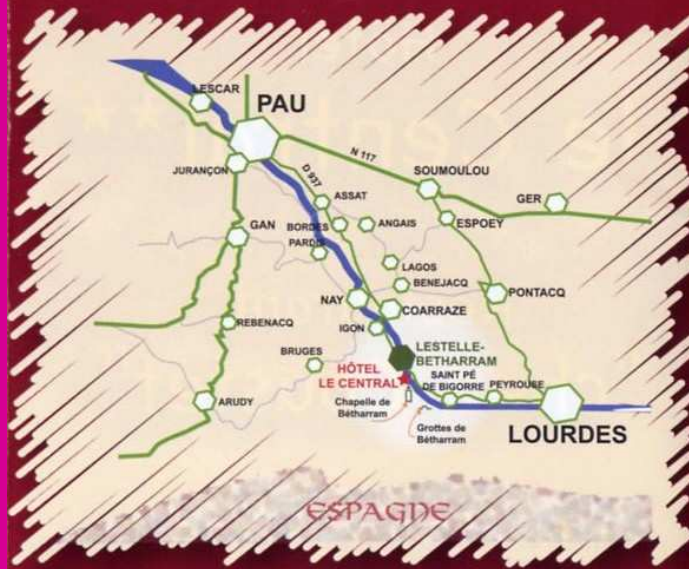 LESCAR
PAU
JURANÇON
N 117
D 937
SOUMOULOU
ASSAT
GER
GAN
BORDES
ANGAIS
ESPOEY
PARDIS
LAGOS
BENEJACQ
NAY
PONTACQ
COARRAZE
REBENACQ
IGON
BRUGES
LESTELLE-
BETHARRAM
HÔTEL
LE CENTRAL
SAINT PÉ
DE BIGORRE
PEYROUSE
ARUDY
Chapelle de
Bétharram
Grottes de
Bétharram
LOURDES
ESPAGNE